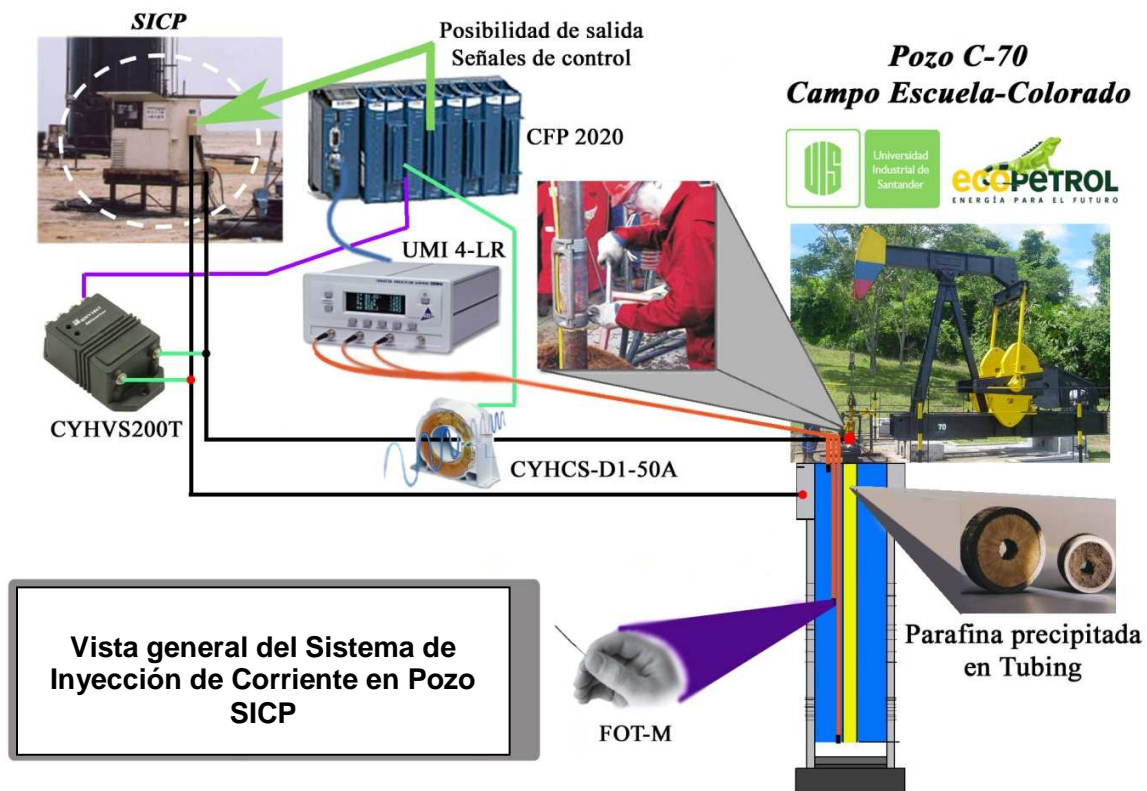 SICP
Posibilidad de salida
Señales de control
CFP 2020
Pozo C-70
Campo Escuela-Colorado
UIS
Universidad
Industrial de
Santander
ecopetrol
ENERGÍA PARA EL FUTURO
UMI 4-LR
CYHVS200T
CYHCS-D1-50A
70
Parafina precipitada
en Tubing
FOT-M
Vista general del Sistema de
Inyección de Corriente en Pozo
SICP